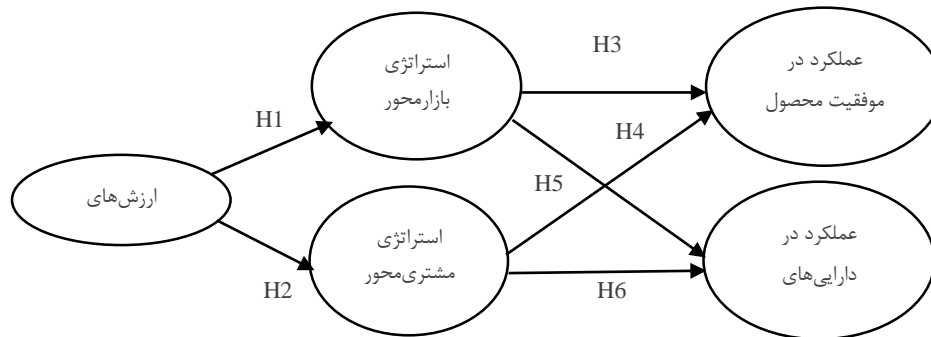 استراتژی
بازارمحور
H3
عملکرد در
موفقیت محصول
H1
H4
ارزش‌های
H5
استراتژی
مشتری‌محور
عملکرد در
دارایی‌های
H2
H6